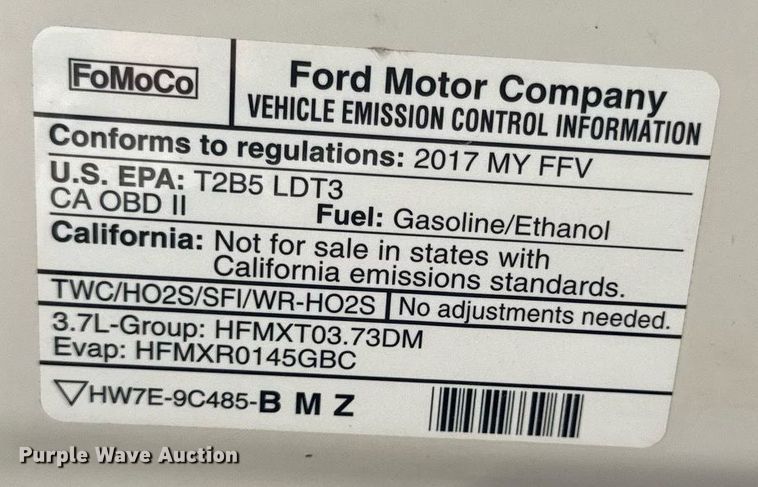 FoMoCo
Ford Motor Company
VEHICLE EMISSION CONTROL INFORMATION
Conforms to regulations: 2017 MY FFV
U.S. EPA: T2B5 LDT3
CA OBD II Fuel: Gasoline/Ethanol
California: Not for sale in states with
California emissions standards.
TWC/HO2S/SFI/WR-HO2S No adjustments needed.
3.7L-Group: HFMXT03.73DM
Evap: HFMXR0145GBC
HW7E-9C485-B M Z
Purple Wave Auction